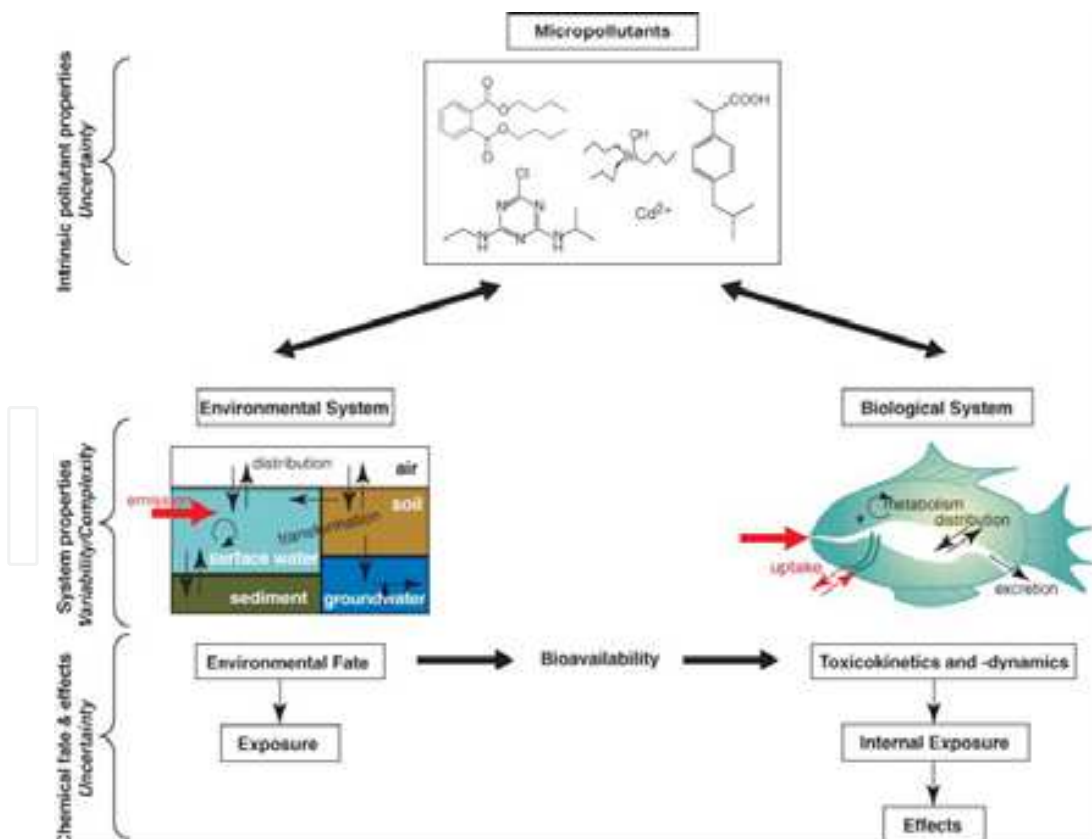 Micropollutants
Intrinsic pollutant properties
Uncertainty
O
O
O
O
OH
COOH
Cl
N
N
N
N
H
N
H
Cd2+
Environmental System
Biological System
System properties
Variability/Complexity
distribution
air
emission
soil
transformation
surface water
sediment
groundwater
metabolism
distribution
uptake
excretion
Chemical fate & effects
Uncertainty
Environmental Fate
Bioavailability
Toxicokinetics and -dynamics
Exposure
Internal Exposure
Effects